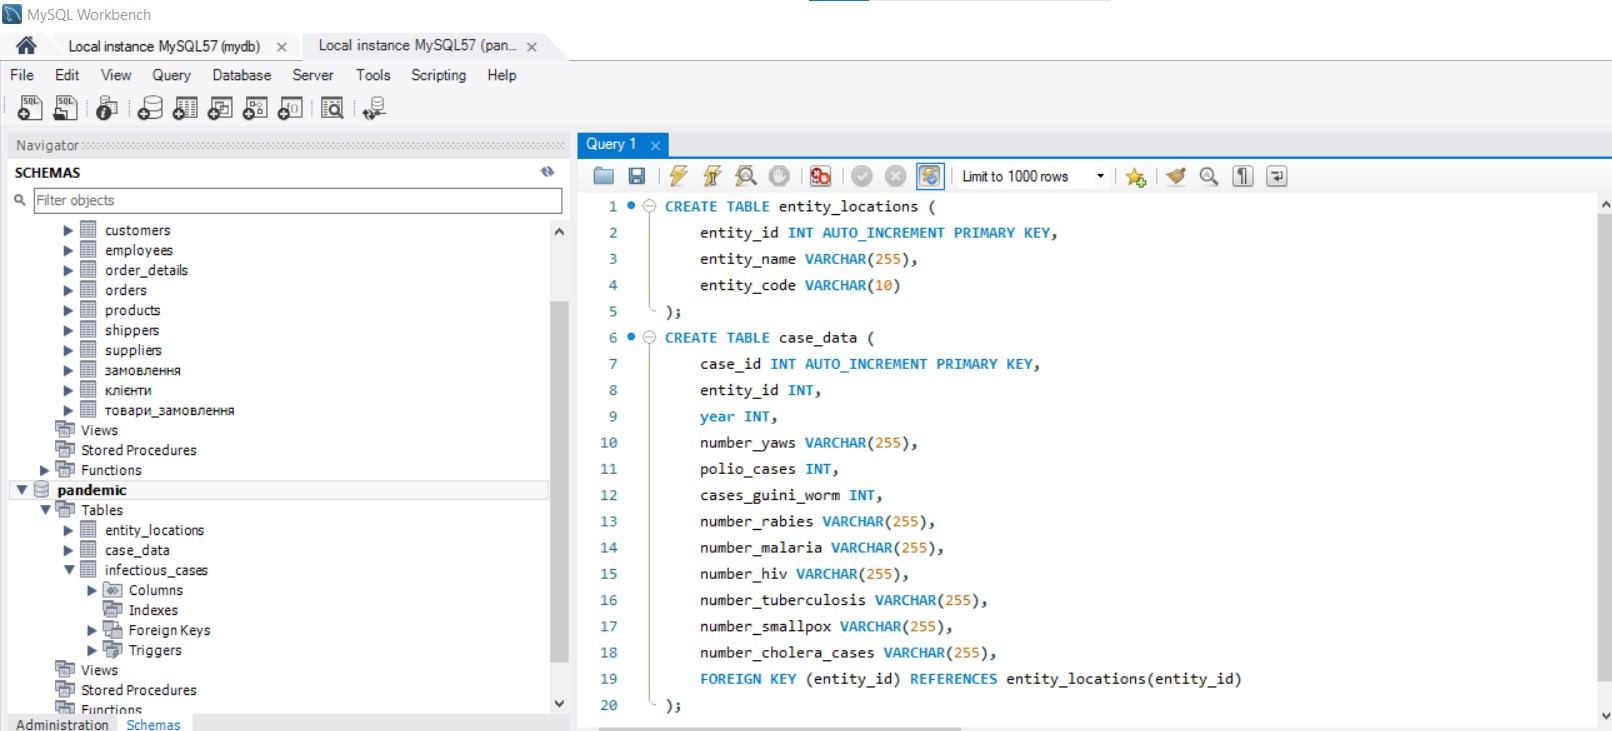 MySQL Workbench
Local instance MySQL57 (mydb)
Local instance MySQL57 (pan...
File Edit View Query Database Server Tools Scripting Help
Navigator
SCHEMAS
Filter objects
customers
employees
order_details
orders
products
shippers
suppliers
замовлення
клієнти
товари_замовлення
Views
Stored Procedures
Functions
pandemic
Tables
entity_locations
case_data
infectious_cases
Columns
Indexes
Foreign Keys
Triggers
Views
Stored Procedures
Functions
Administration Schemas
Query 1
Limit to 1000 rows
1 CREATE TABLE entity_locations (
2 entity_id INT AUTO_INCREMENT PRIMARY KEY,
3 entity_name VARCHAR(255),
4 entity_code VARCHAR(10)
5 );
6 CREATE TABLE case_data (
7 case_id INT AUTO_INCREMENT PRIMARY KEY,
8 entity_id INT,
9 year INT,
10 number_yaws VARCHAR(255),
11 polio_cases INT,
12 cases_guini_worm INT,
13 number_rabies VARCHAR(255),
14 number_malaria VARCHAR(255),
15 number_hiv VARCHAR(255),
16 number_tuberculosis VARCHAR(255),
17 number_smallpox VARCHAR(255),
18 number_cholera_cases VARCHAR(255),
19 FOREIGN KEY (entity_id) REFERENCES entity_locations(entity_id)
20 );